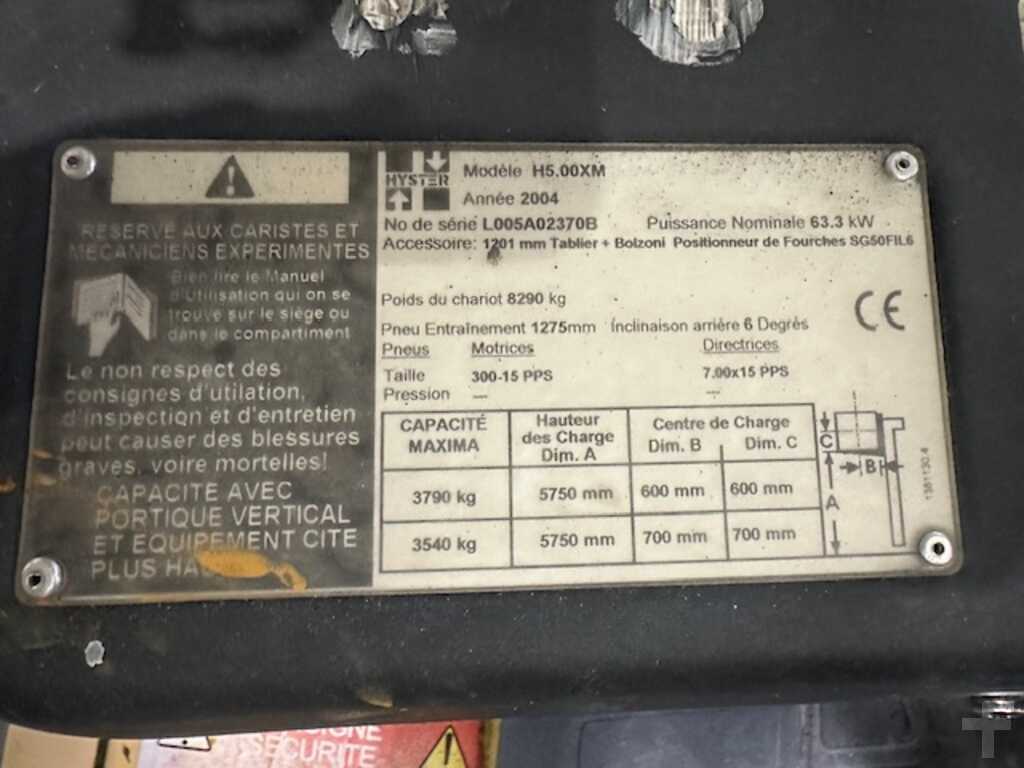 RESERVE AUX CARISTES ET
MECANICIENS EXPERIMENTES
Bien lire le Manuel
d'Utilisation qui on se
trouve sur le siége ou
dans le compartiment
Le non respect des
consignes d'utilation,
d'inspection et d'entretien
peut causer des blessures
graves, voire mortelles!
CAPACITE AVEC
PORTIQUE VERTICAL
ET EQUIPEMENT CITE
PLUS
HYSTER
Modèle H5.00XM
Année 2004
No de série L005A02370B Puissance Nominale 63.3 kW
Accessoire: 1201 mm Tablier + Bolzoni Positionneur de Fourches SG50FIL6
Poids du chariot 8290 kg
CE
Pneu Entraînement 1275mm Inclinaison arrière 6 Degrés
Pneus Motrices Directrices
Taille 300-15 PPS 7.00x15 PPS
Pression --- ---
CAPACITÉ MAXIMA Hauteur des Charge Dim. A Centre de Charge Dim. B Dim. C
3790 kg 5750 mm 600 mm 600 mm
3540 kg 5750 mm 700 mm 700 mm
C
B
A
1381130.4
SÉCURITÉ
T